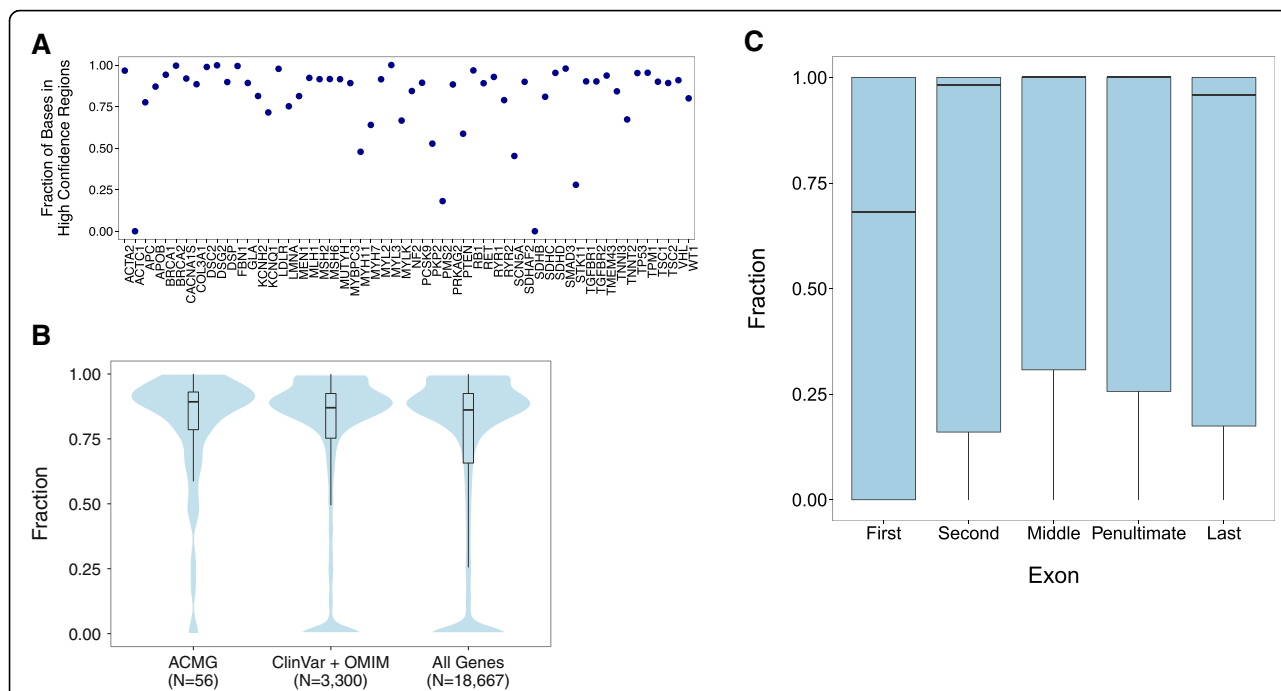 A
Fraction of Bases in
High Confidence Regions
1.00
0.75
0.50
0.25
0.00
ACTA2
ACTC1
APC
APOB
BRCA1
BRCA2
CACNA1S
COL3A1
DSC2
DSG2
DSP
FBN1
GLA
KCNH2
KCNQ1
LDLR
LMNA
MEN1
MLH1
MSH2
MSH6
MUTYH
MYBPC3
MYH11
MYH7
MYL2
MYL3
MYLK
NF2
PCSK9
PKP2
PMS2
PRKAG2
PTEN
RB1
RET
RYR1
RYR2
SCN5A
SDHAF2
SDHB
SDHC
SDHD
SMAD3
STK11
TGFBR1
TGFBR2
TMEM43
TNNI3
TNNT2
TP53
TPM1
TSC1
TSC2
VHL
WT1
B
Fraction
1.00
0.75
0.50
0.25
0.00
ACMG
(N=56)
ClinVar + OMIM
(N=3,300)
All Genes
(N=18,667)
C
Fraction
1.00
0.75
0.50
0.25
0.00
First
Second
Middle
Penultimate
Last
Exon